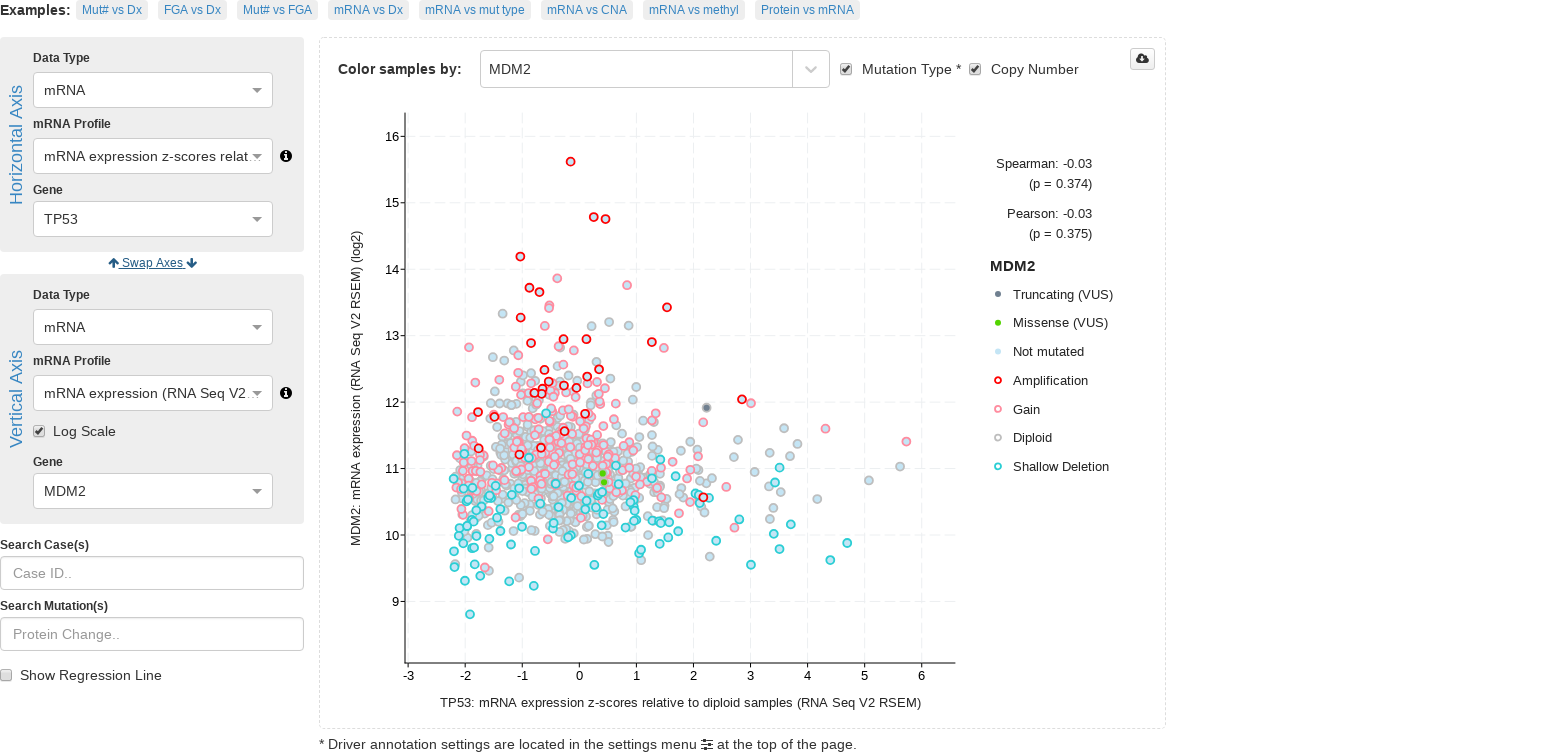 Examples: Mut# vs Dx FGA vs Dx Mut# vs FGA mRNA vs Dx mRNA vs mut type mRNA vs CNA mRNA vs methyl Protein vs mRNA
Horizontal Axis
Data Type
mRNA
mRNA Profile
mRNA expression z-scores relat...
Gene
TP53
Swap Axes
Vertical Axis
Data Type
mRNA
mRNA Profile
mRNA expression (RNA Seq V2...
Log Scale
Gene
MDM2
Search Case(s)
Case ID..
Search Mutation(s)
Protein Change..
Show Regression Line
Color samples by: MDM2 Mutation Type * Copy Number
MDM2: mRNA expression (RNA Seq V2 RSEM) (log2)
16
15
14
13
12
11
10
9
-3 -2 -1 0 1 2 3 4 5 6
TP53: mRNA expression z-scores relative to diploid samples (RNA Seq V2 RSEM)
Spearman: -0.03
(p = 0.374)
Pearson: -0.03
(p = 0.375)
MDM2
Truncating (VUS)
Missense (VUS)
Not mutated
Amplification
Gain
Diploid
Shallow Deletion
* Driver annotation settings are located in the settings menu at the top of the page.